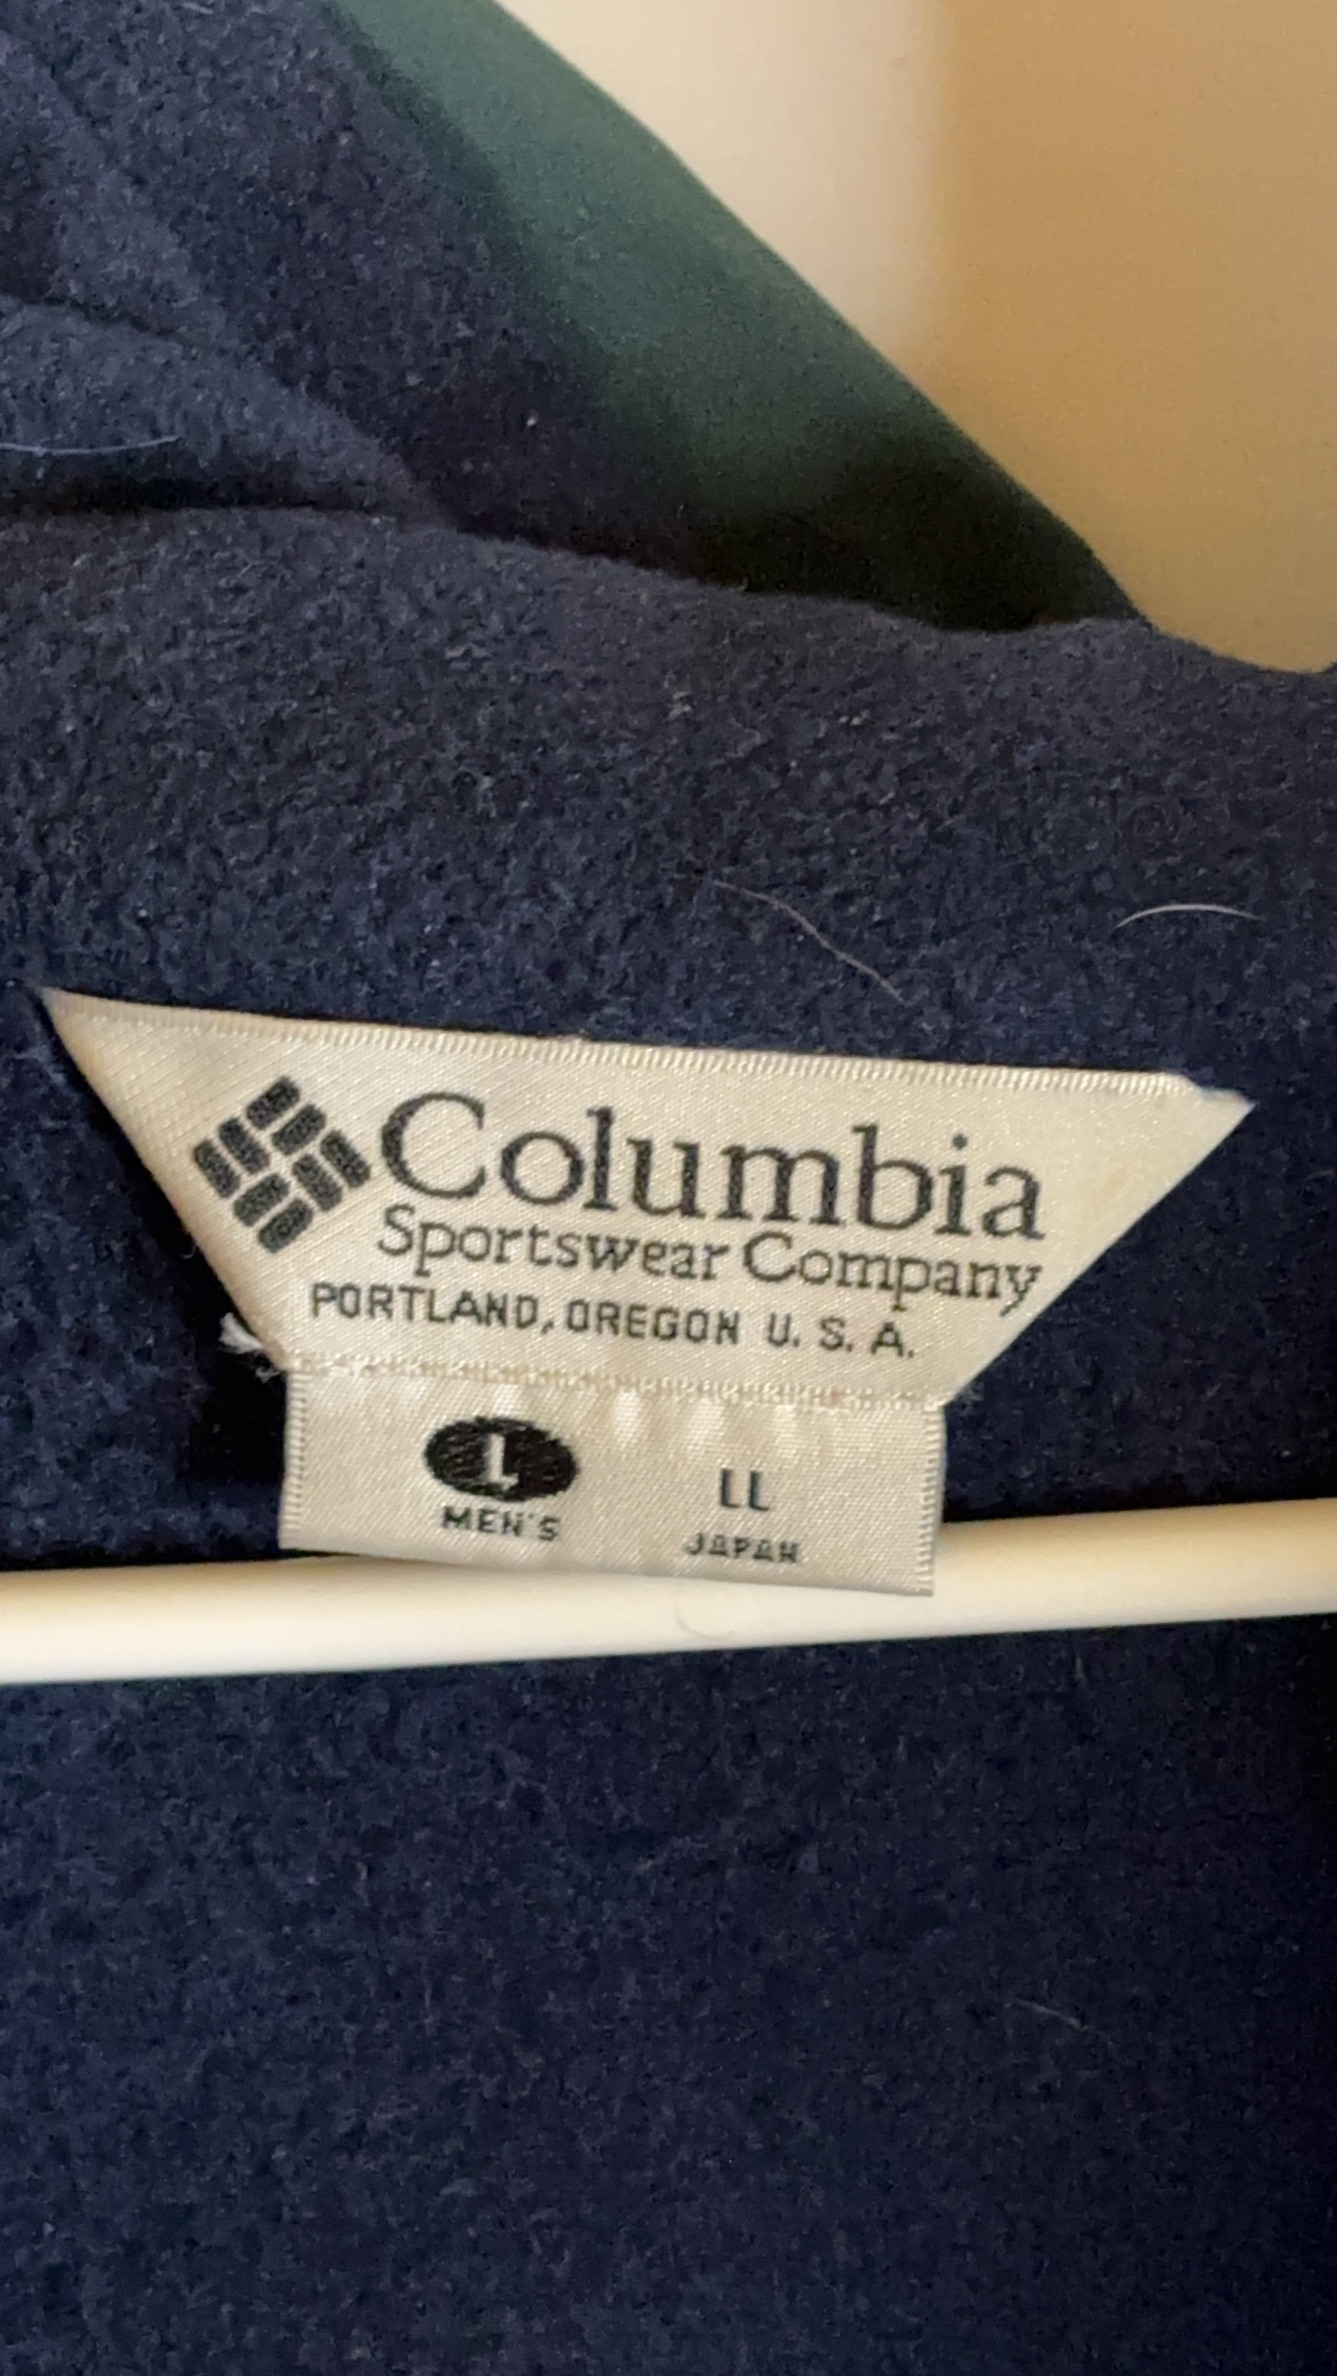 Columbia
Sportswear Company
PORTLAND, OREGON U. S. A.
L LL
MEN'S JAPAN